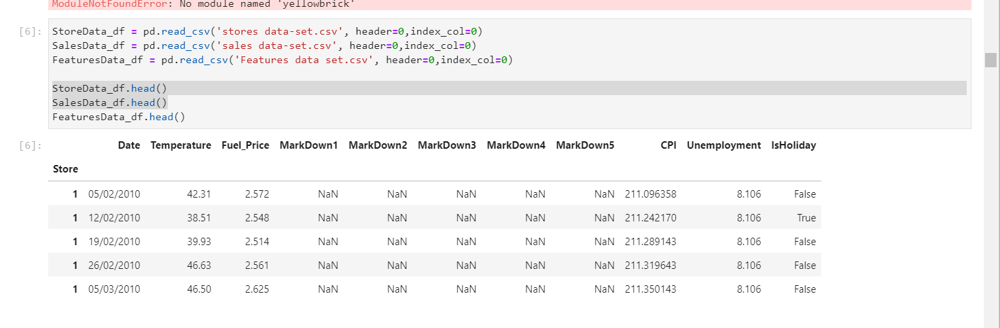 ModuleNotFoundError: No module named 'yellowbrick'
[6]: StoreData_df = pd.read_csv('stores data-set.csv', header=0,index_col=0)
SalesData_df = pd.read_csv('sales data-set.csv', header=0,index_col=0)
FeaturesData_df = pd.read_csv('Features data set.csv', header=0,index_col=0)
StoreData_df.head()
SalesData_df.head()
FeaturesData_df.head()
[6]: Date Temperature Fuel_Price MarkDown1 MarkDown2 MarkDown3 MarkDown4 MarkDown5 CPI Unemployment IsHoliday
Store
1 05/02/2010 42.31 2.572 NaN NaN NaN NaN NaN 211.096358 8.106 False
1 12/02/2010 38.51 2.548 NaN NaN NaN NaN NaN 211.242170 8.106 True
1 19/02/2010 39.93 2.514 NaN NaN NaN NaN NaN 211.289143 8.106 False
1 26/02/2010 46.63 2.561 NaN NaN NaN NaN NaN 211.319643 8.106 False
1 05/03/2010 46.50 2.625 NaN NaN NaN NaN NaN 211.350143 8.106 False